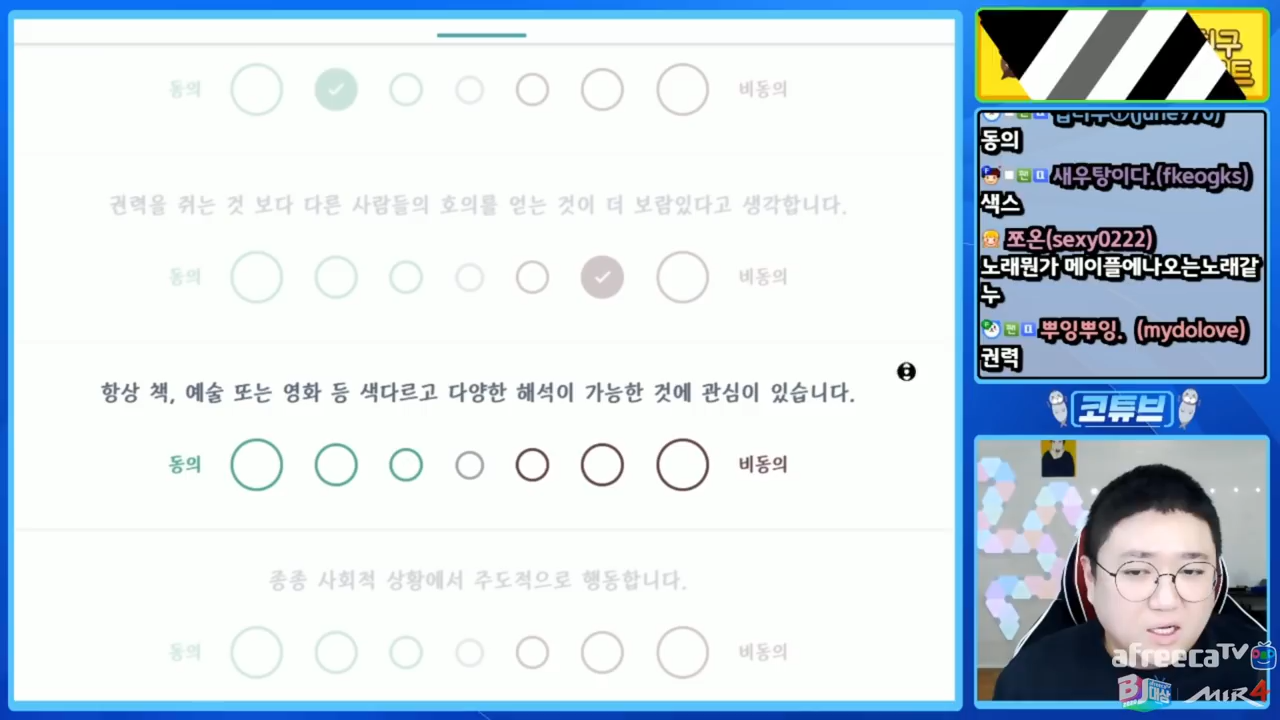 동의
비동의
권력을 쥐는 것 보다 다른 사람들의 호의를 얻는 것이 더 보람있다고 생각합니다.
동의
비동의
항상 책, 예술 또는 영화 등 색다르고 다양한 해석이 가능한 것에 관심이 있습니다.
동의
비동의
종종 사회적 상황에서 주도적으로 행동합니다.
동의
비동의
동의
새우탕이다.(fkeogks)
색스
쪼온(sexy0222)
노래뭔가 메이플에나오는노래같
누
뿌잉뿌잉. (mydolove)
권력
코튜브
afreecaTV
BJ대상
MIR4